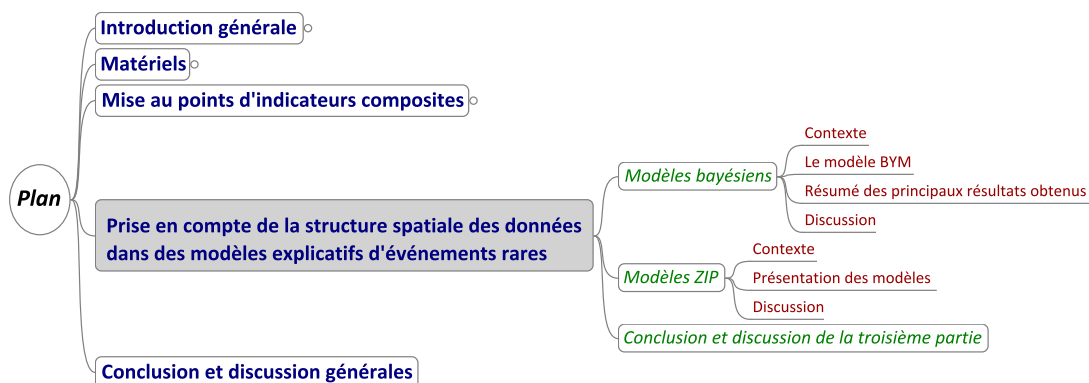 Plan
Introduction générale
Matériels
Mise au points d'indicateurs composites
Prise en compte de la structure spatiale des données
dans des modèles explicatifs d'événements rares
Modèles bayésiens
Contexte
Le modèle BYM
Résumé des principaux résultats obtenus
Discussion
Modèles ZIP
Contexte
Présentation des modèles
Discussion
Conclusion et discussion de la troisième partie
Conclusion et discussion générales